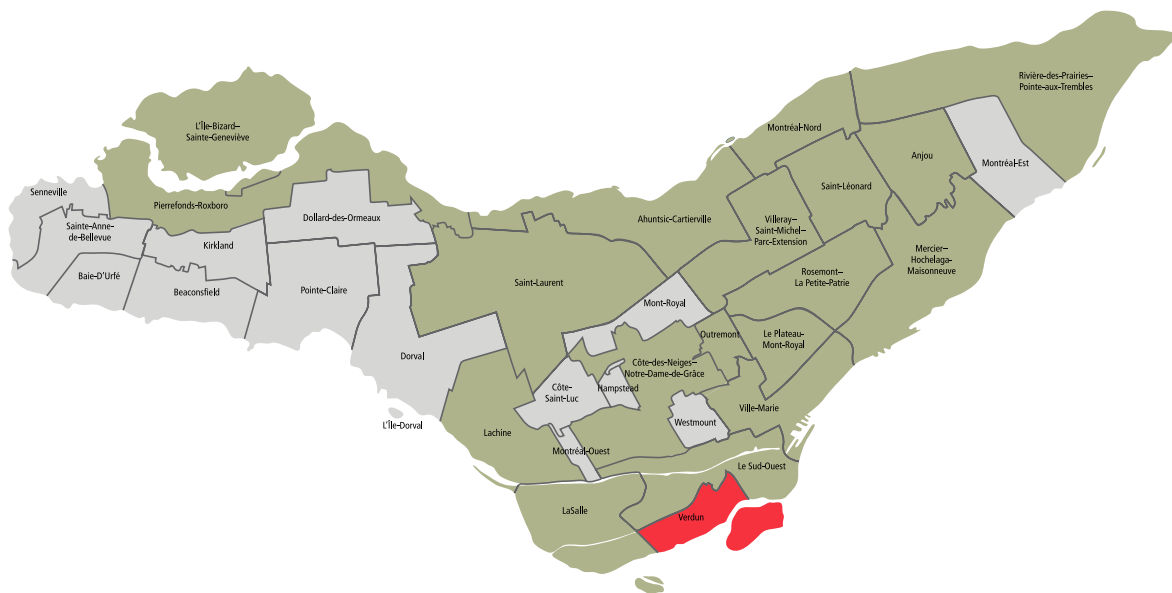 Rivière-des-Prairies–
Pointe-aux-Trembles
L'Île-Bizard–
Sainte-Geneviève
Montréal-Nord
Anjou
Montréal-Est
Saint-Léonard
Senneville
Pierrefonds-Roxboro
Dollard-des-Ormeaux
Ahuntsic-Cartierville
Villeray–
Saint-Michel–
Parc-Extension
Sainte-Anne-
de-Bellevue
Kirkland
Mercier–
Hochelaga-
Maisonneuve
Baie-D'Urfé
Beaconsfield
Pointe-Claire
Saint-Laurent
Rosemont–
La Petite-Patrie
Mont-Royal
Outremont
Le Plateau-
Mont-Royal
Dorval
Côte-des-Neiges–
Notre-Dame-de-Grâce
Côte-
Saint-Luc
Hampstead
Ville-Marie
L'Île-Dorval
Westmount
Lachine
Montréal-Ouest
Le Sud-Ouest
LaSalle
Verdun